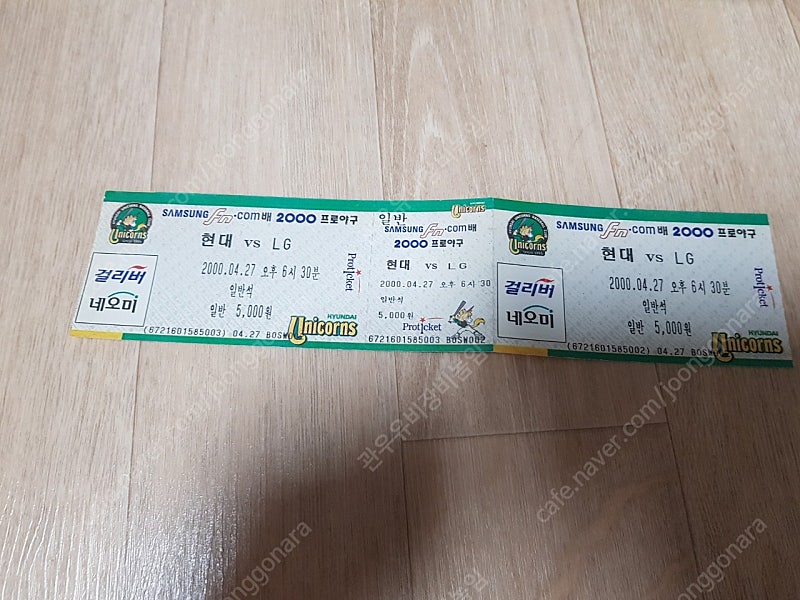 Unicorns
SAMSUNG Fn.com배 2000 프로야구
현대 vs LG
2000.04.27 오후 6시 30분
일반석
일반 5,000원
걸리버
네오미
Proticket
HYUNDAI
Unicorns
(6721601585003) 04.27 BOSW002
일반
Unicorns
SAMSUNG Fn.com배
2000 프로야구
현대 vs LG
2000.04.27 오후 6시 30
일반석
5,000원
Proticket
6721601585003 BOSW002
Unicorns
SAMSUNG Fn.com배 2000 프로야구
현대 vs LG
2000.04.27 오후 6시 30분
일반석
일반 5,000원
걸리버
네오미
Proticket
HYUNDAI
Unicorns
(6721601585002) 04.27 BOSW
cafe.naver.com/joonggonara